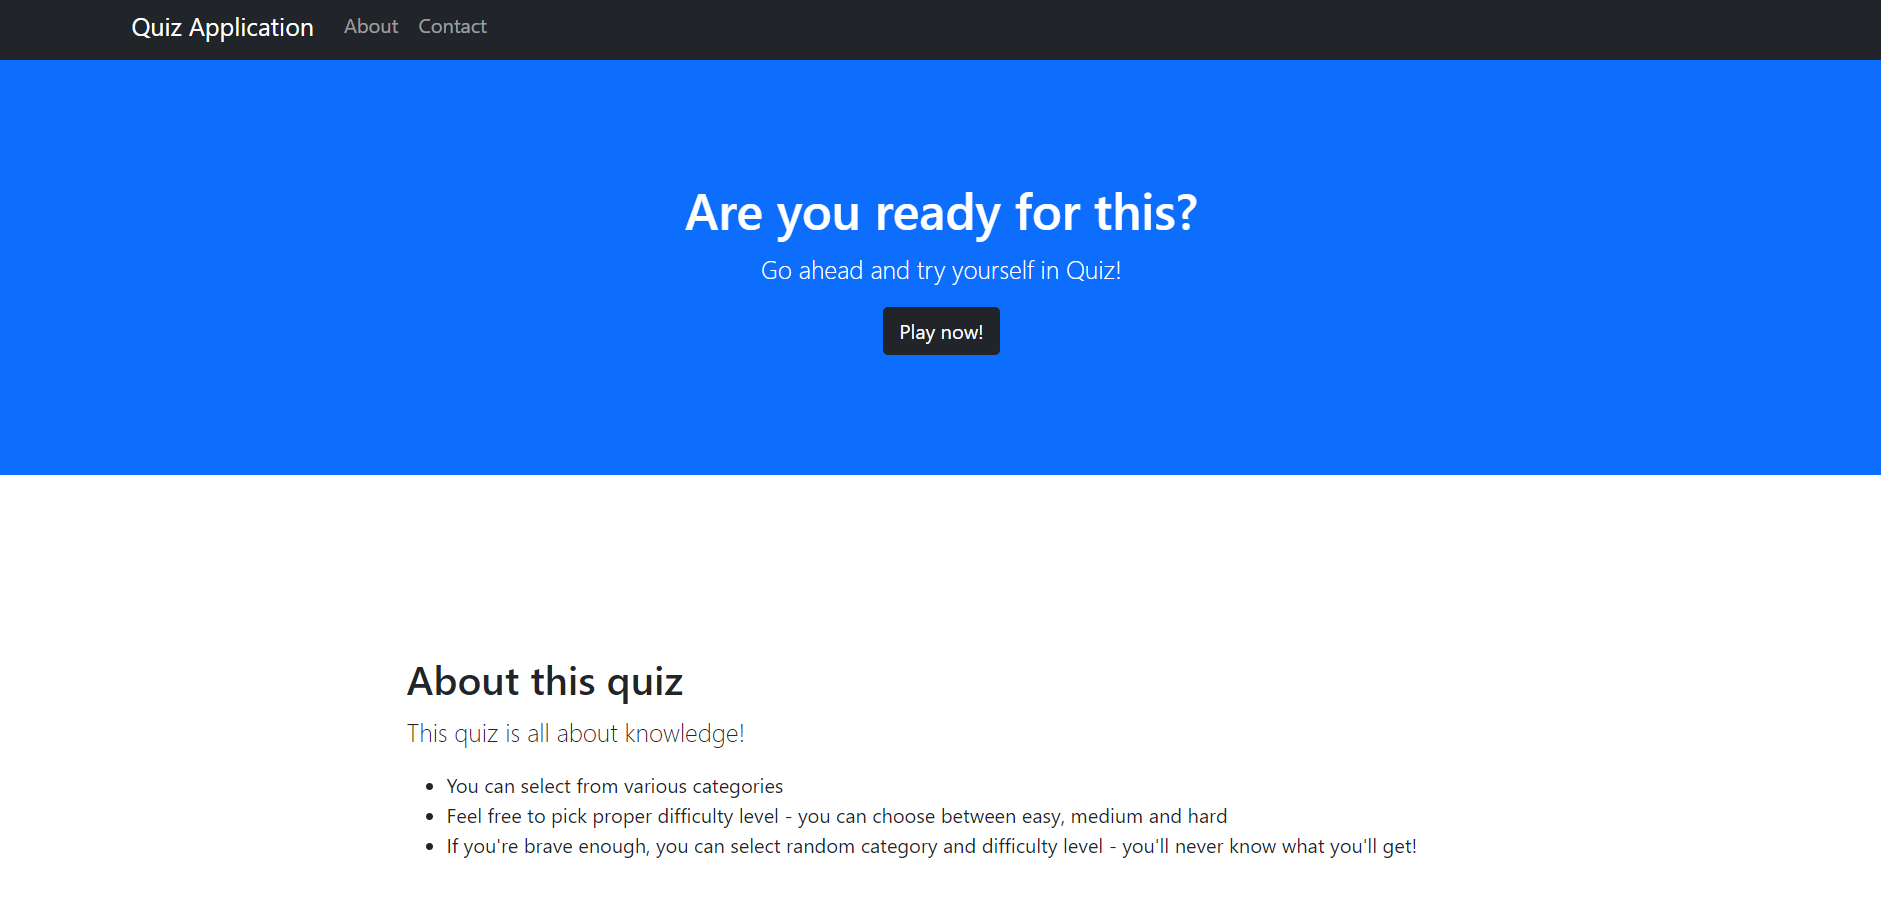 Quiz Application About Contact
Are you ready for this?
Go ahead and try yourself in Quiz!
Play now!
About this quiz
This quiz is all about knowledge!
You can select from various categories
Feel free to pick proper difficulty level - you can choose between easy, medium and hard
If you're brave enough, you can select random category and difficulty level - you'll never know what you'll get!